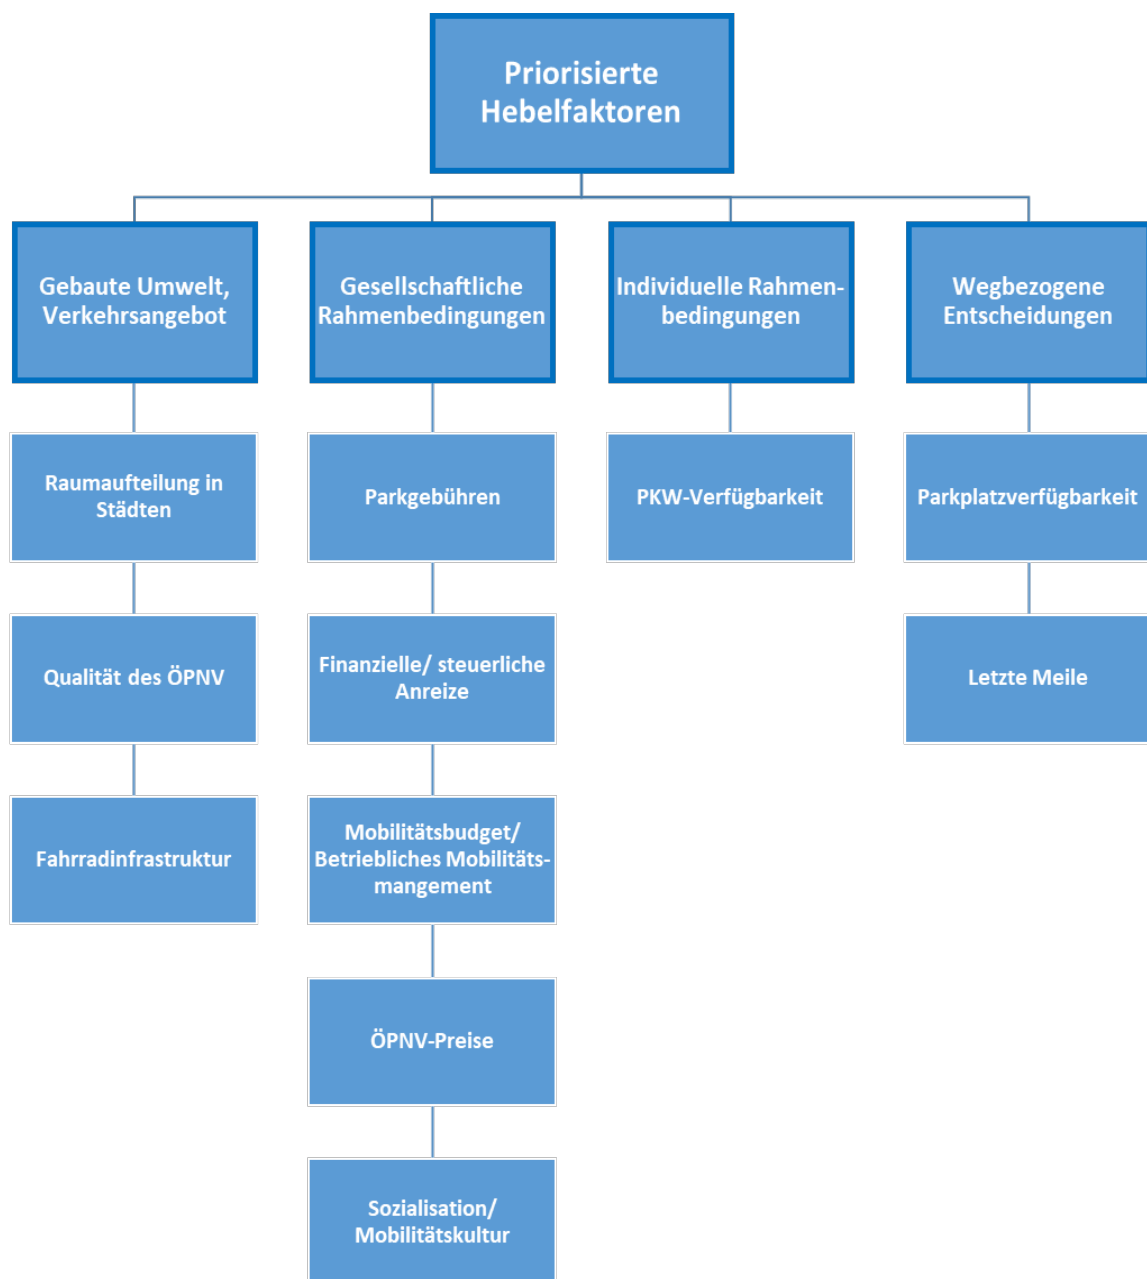 Priorisierte
Hebelfaktoren
Gebaute Umwelt,
Verkehrsangebot
Gesellschaftliche
Rahmenbedingungen
Individuelle Rahmen-
bedingungen
Wegbezogene
Entscheidungen
Raumaufteilung in
Städten
Parkgebühren
PKW-Verfügbarkeit
Parkplatzverfügbarkeit
Qualität des ÖPNV
Finanzielle/ steuerliche
Anreize
Letzte Meile
Fahrradinfrastruktur
Mobilitätsbudget/
Betriebliches Mobilitäts-
mangement
ÖPNV-Preise
Sozialisation/
Mobilitätskultur